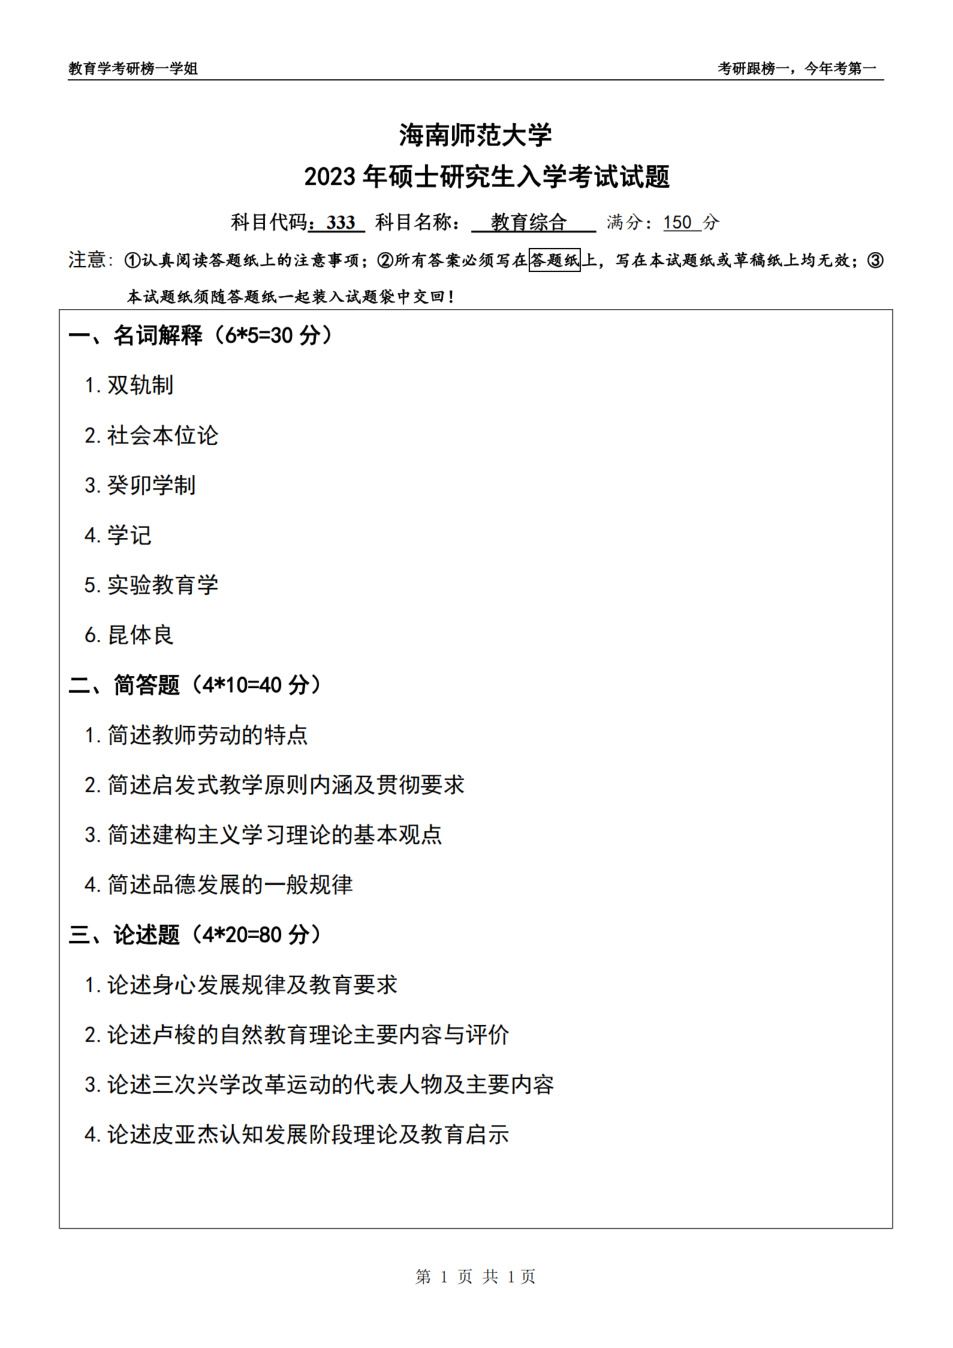 教育学考研榜一学姐 考研跟榜一，今年考第一
海南师范大学
2023 年硕士研究生入学考试试题
科目代码：333 科目名称： 教育综合 满分：150 分
注意：①认真阅读答题纸上的注意事项；②所有答案必须写在答题纸上，写在本试题纸或草稿纸上均无效；③
本试题纸须随答题纸一起装入试题袋中交回！
一、名词解释（6*5=30 分）
1.双轨制
2.社会本位论
3.癸卯学制
4.学记
5.实验教育学
6.昆体良
二、简答题（4*10=40 分）
1.简述教师劳动的特点
2.简述启发式教学原则内涵及贯彻要求
3.简述建构主义学习理论的基本观点
4.简述品德发展的一般规律
三、论述题（4*20=80 分）
1.论述身心发展规律及教育要求
2.论述卢梭的自然教育理论主要内容与评价
3.论述三次兴学改革运动的代表人物及主要内容
4.论述皮亚杰认知发展阶段理论及教育启示
第 1 页 共 1 页